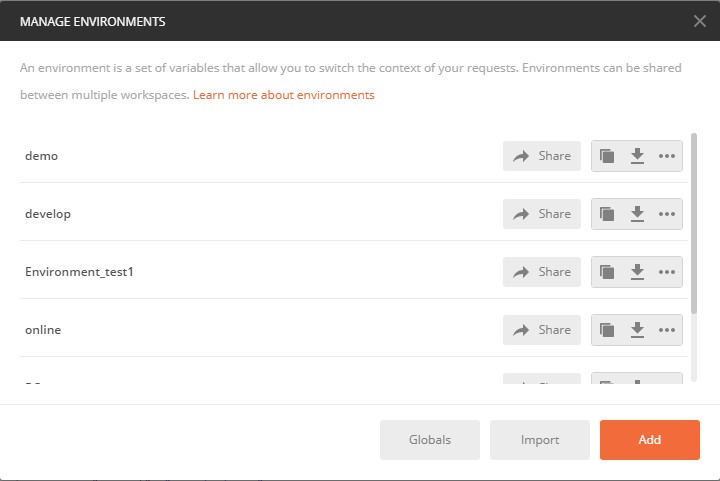 MANAGE ENVIRONMENTS
An environment is a set of variables that allow you to switch the context of your requests. Environments can be shared
between multiple workspaces. Learn more about environments
demo Share
develop Share
Environment_test1 Share
online Share
Globals Import Add